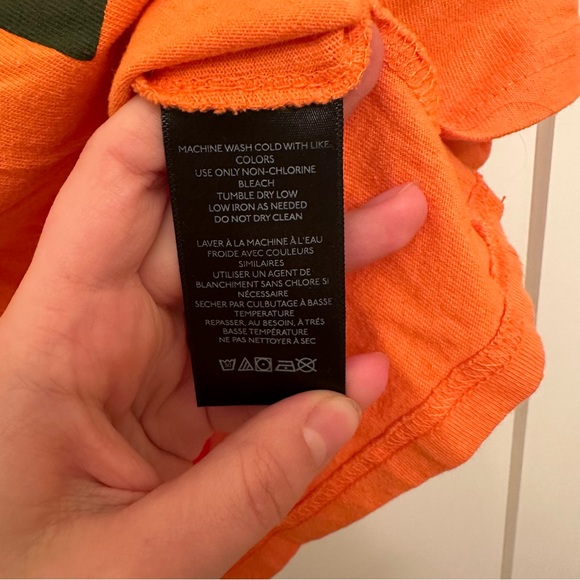 MACHINE WASH COLD WITH LIKE
COLORS
USE ONLY NON-CHLORINE
BLEACH
TUMBLE DRY LOW
LOW IRON AS NEEDED
DO NOT DRY CLEAN
LAVER À LA MACHINE À L'EAU
FROIDE AVEC COULEURS
SIMILAIRES
UTILISER UN AGENT DE
BLANCHIMENT SANS CHLORE SI
NÉCESSAIRE
SECHER PAR CULBUTAGE À BASSE
TEMPERATURE
REPASSER, AU BESOIN, À TRÈS
BASSE TEMPÉRATURE
NE PAS NETTOYER À SEC